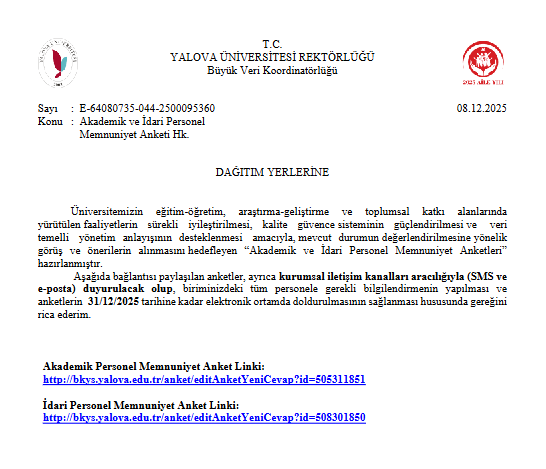 T.C.
YALOVA ÜNİVERSİTESİ REKTÖRLÜĞÜ
Büyük Veri Koordinatörlüğü
2008
2025 AİLE YILI
Sayı : E-64080735-044-2500095360 08.12.2025
Konu : Akademik ve İdari Personel
Memnuniyet Anketi Hk.
DAĞITIM YERLERİNE
Üniversitemizin eğitim-öğretim, araştırma-geliştirme ve toplumsal katkı alanlarında
yürütülen faaliyetlerin sürekli iyileştirilmesi, kalite güvence sisteminin güçlendirilmesi ve veri
temelli yönetim anlayışının desteklenmesi amacıyla, mevcut durumun değerlendirilmesine yönelik
görüş ve önerilerin alınmasını hedefleyen “Akademik ve İdari Personel Memnuniyet Anketleri”
hazırlanmıştır.
Aşağıda bağlantısı paylaşılan anketler, ayrıca kurumsal iletişim kanalları aracılığıyla (SMS ve
e-posta) duyurulacak olup, biriminizdeki tüm personele gerekli bilgilendirmenin yapılması ve
anketlerin 31/12/2025 tarihine kadar elektronik ortamda doldurulmasının sağlanması hususunda gereğini
rica ederim.
Akademik Personel Memnuniyet Anket Linki:
http://bkys.yalova.edu.tr/anket/editAnketYeniCevap?id=505311851
İdari Personel Memnuniyet Anket Linki:
http://bkys.yalova.edu.tr/anket/editAnketYeniCevap?id=508301850